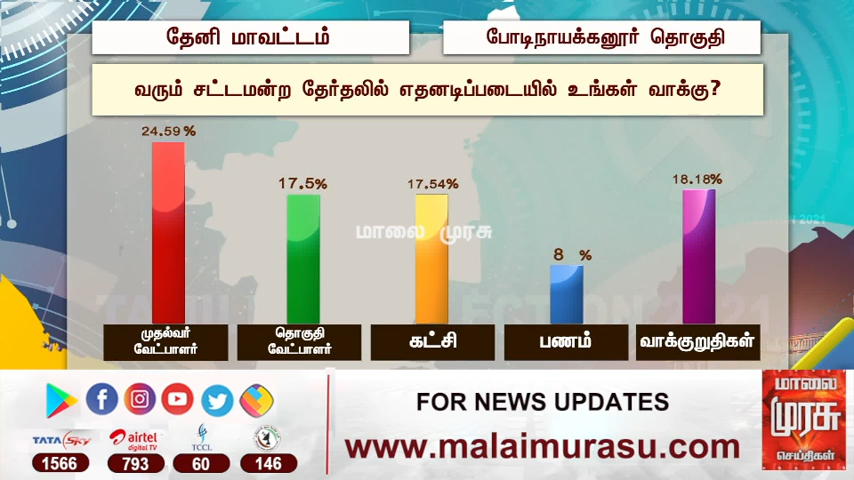 தேனி மாவட்டம்
போடிநாயக்கனூர் தொகுதி
வரும் சட்டமன்ற தேர்தலில் எதனடிப்படையில் உங்கள் வாக்கு?
24.59 %
17.5%
17.54%
8 %
18.18%
மாலை முரசு
முதல்வர் வேட்பாளர்
தொகுதி வேட்பாளர்
கட்சி
பணம்
வாக்குறுதிகள்
FOR NEWS UPDATES
www.malaimurasu.com
TATA sky
1566
airtel digital TV
793
TCCL
60
146
மாலை
முரசு
செய்திகள்